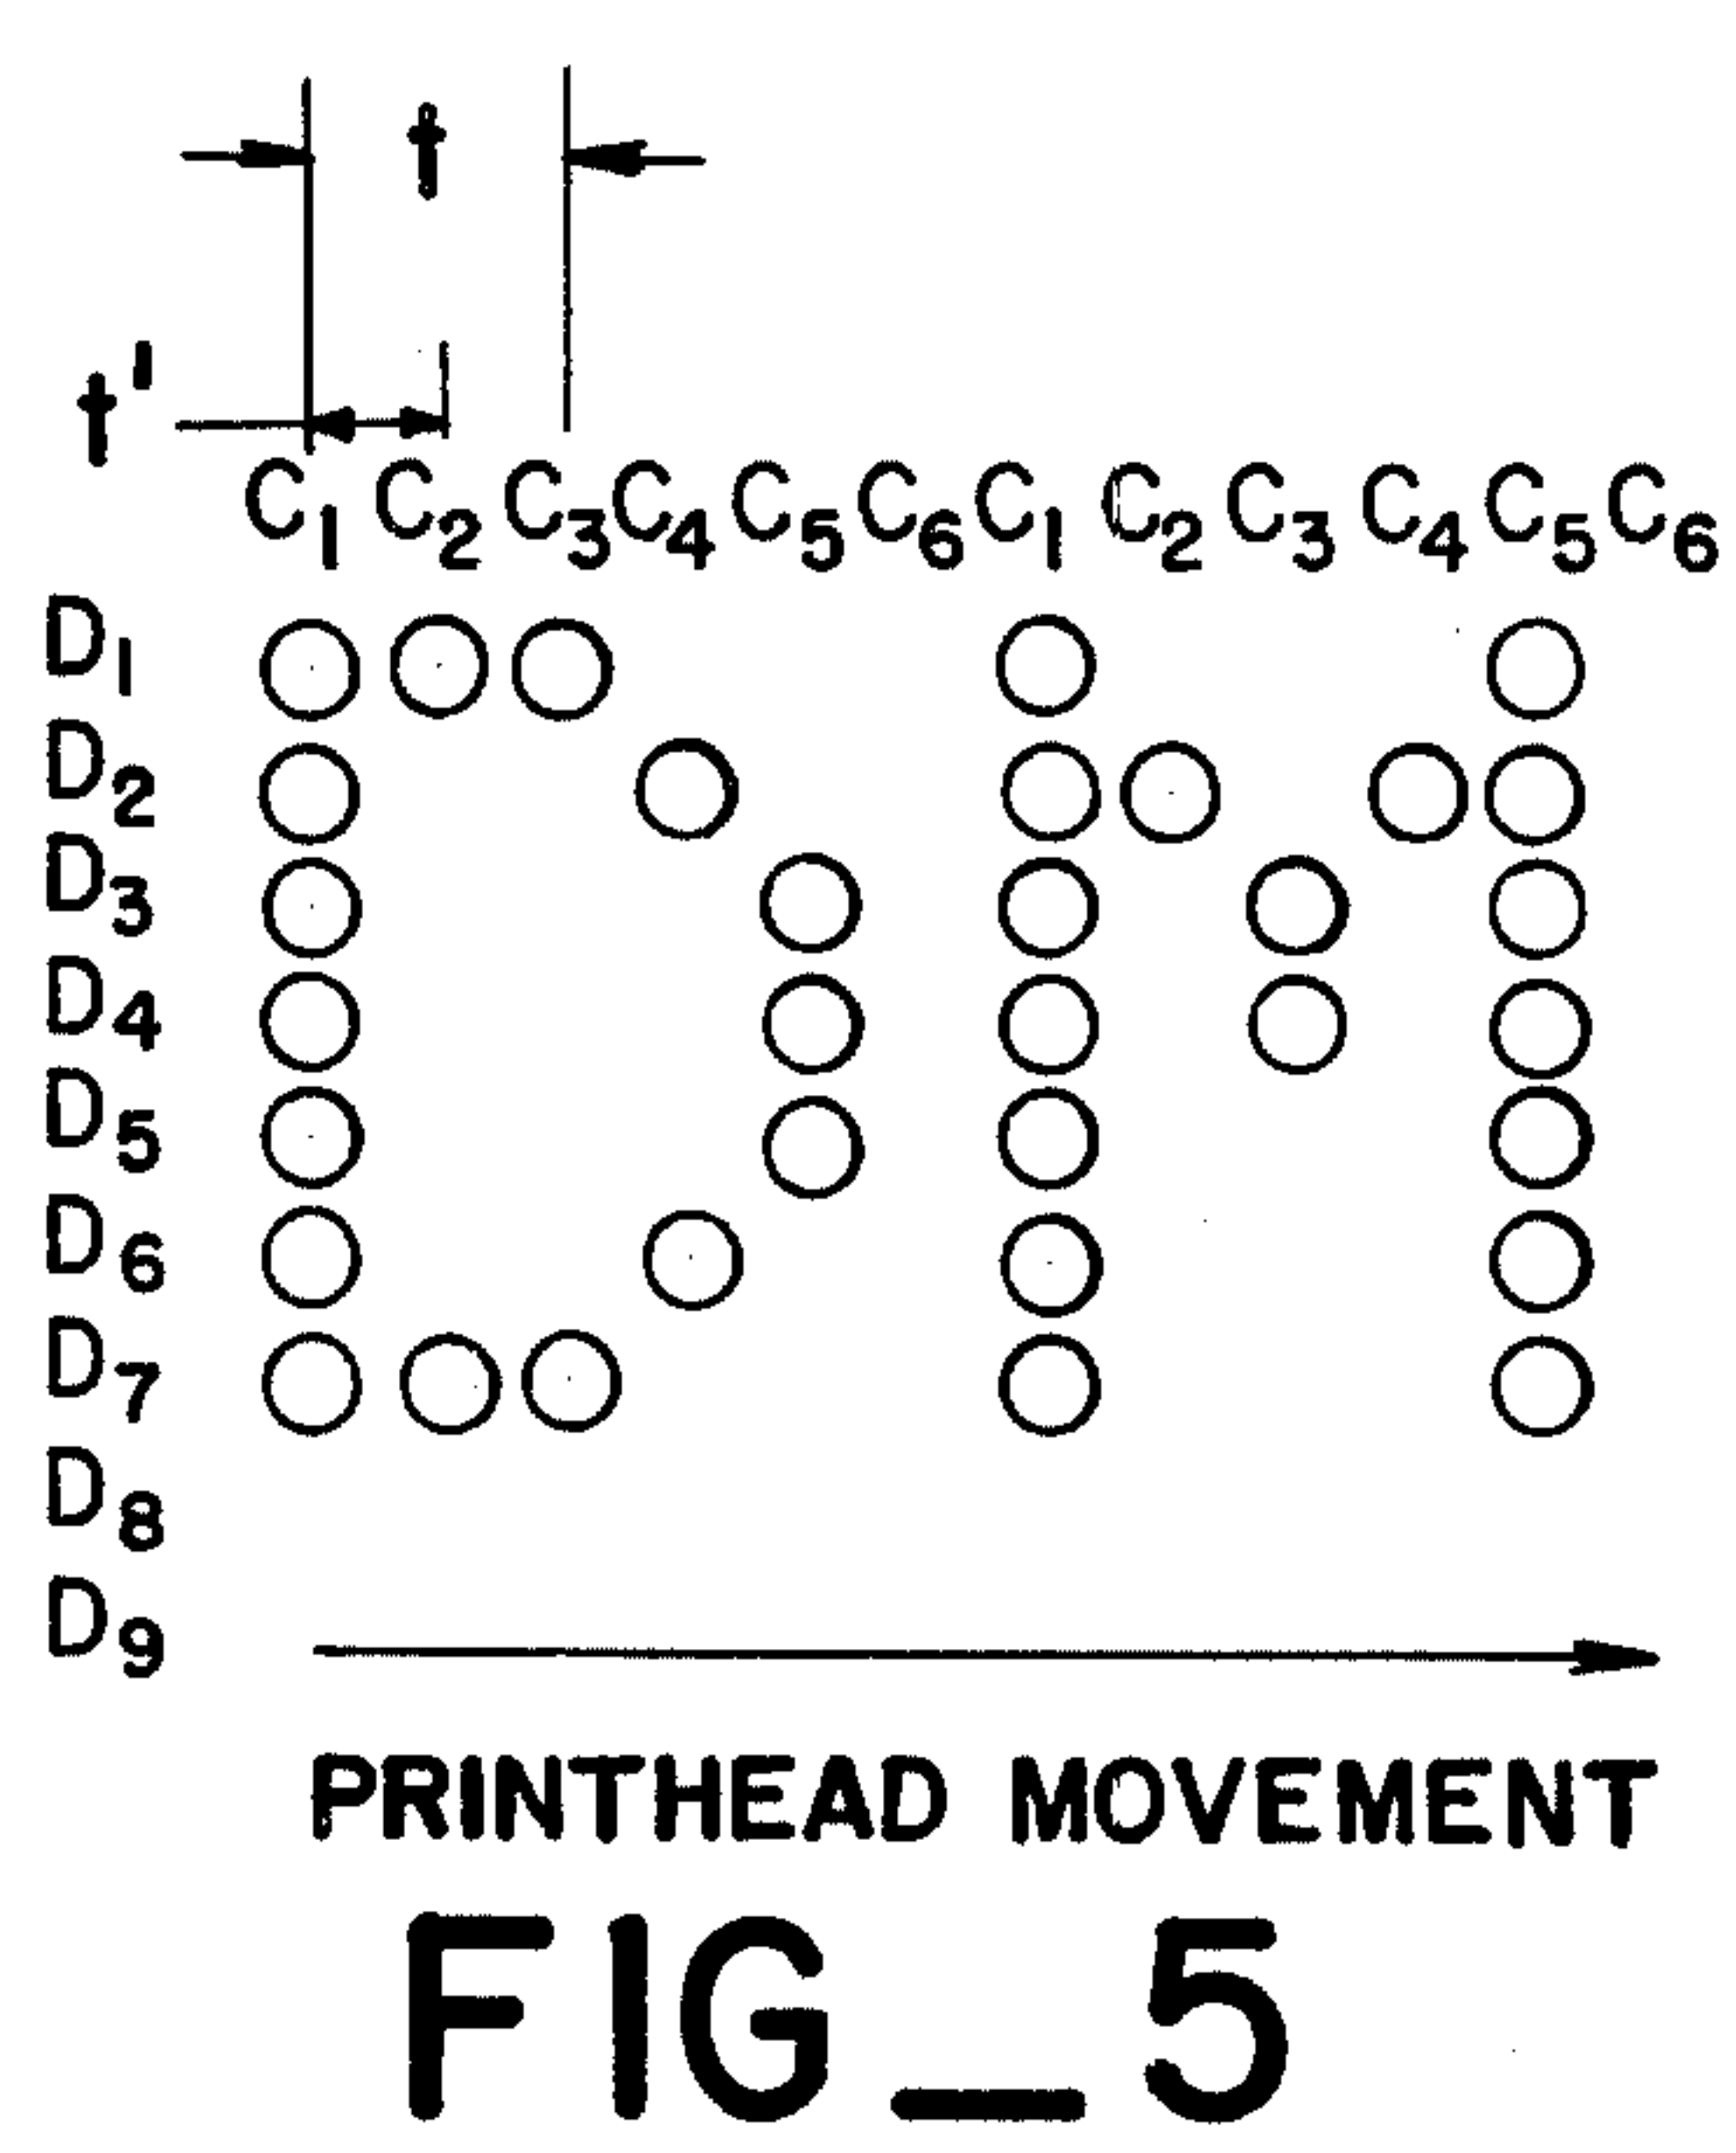 t
t'
C1 C2 C3 C4 C5 C6 C1 C2 C3 C4 C5 C6
D1
D2
D3
D4
D5
D6
D7
D8
D9
PRINTHEAD MOVEMENT
FIG_5